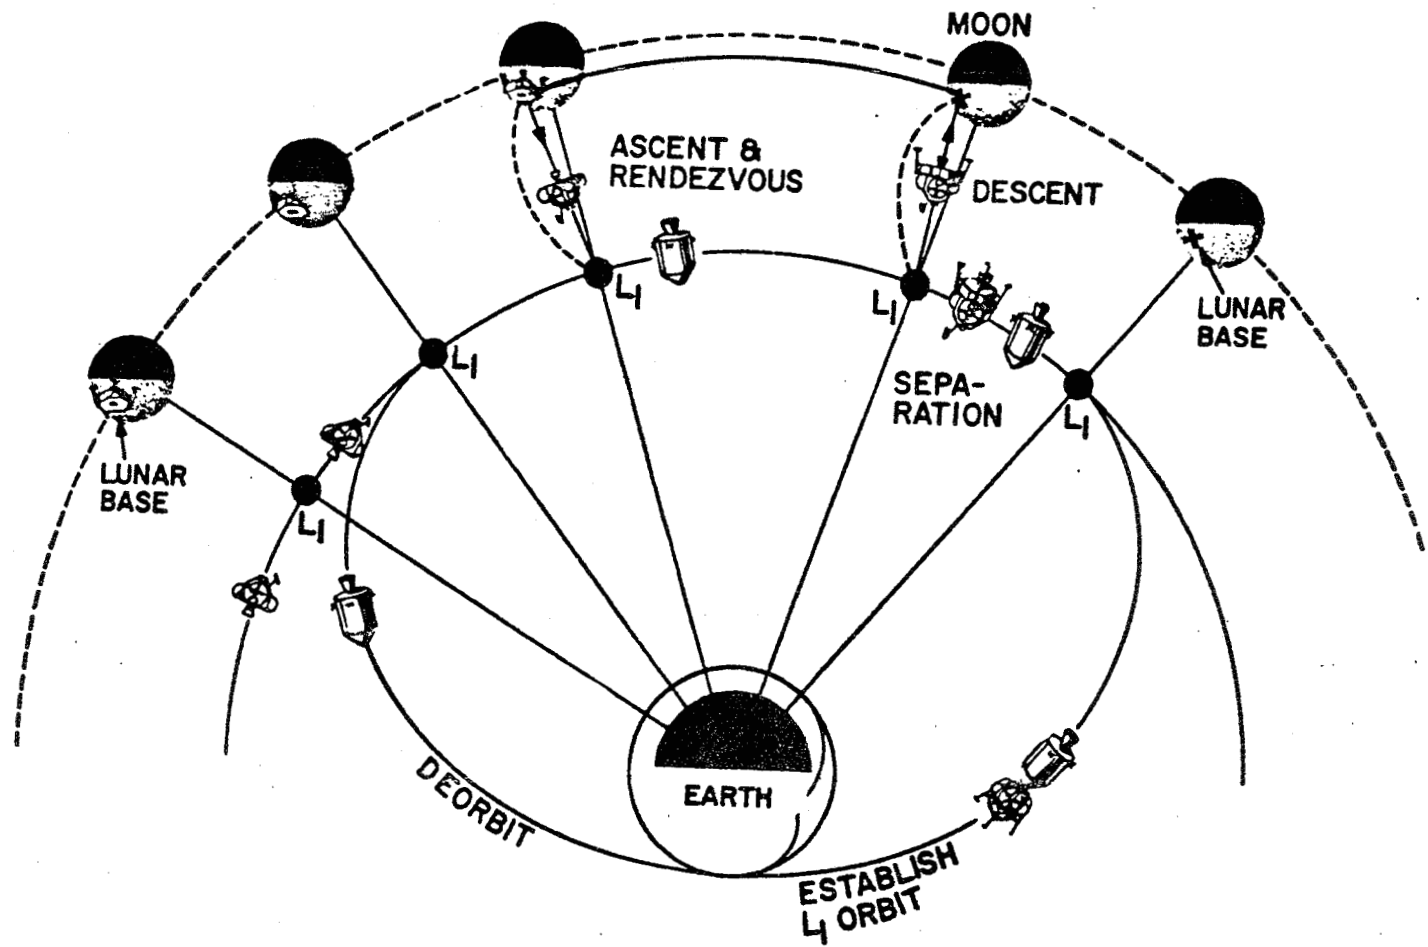 MOON
ASCENT &
RENDEZVOUS
DESCENT
L1
L1
LUNAR
BASE
L1
SEPA-
RATION
L1
LUNAR
BASE
L1
EARTH
DEORBIT
ESTABLISH
L1 ORBIT